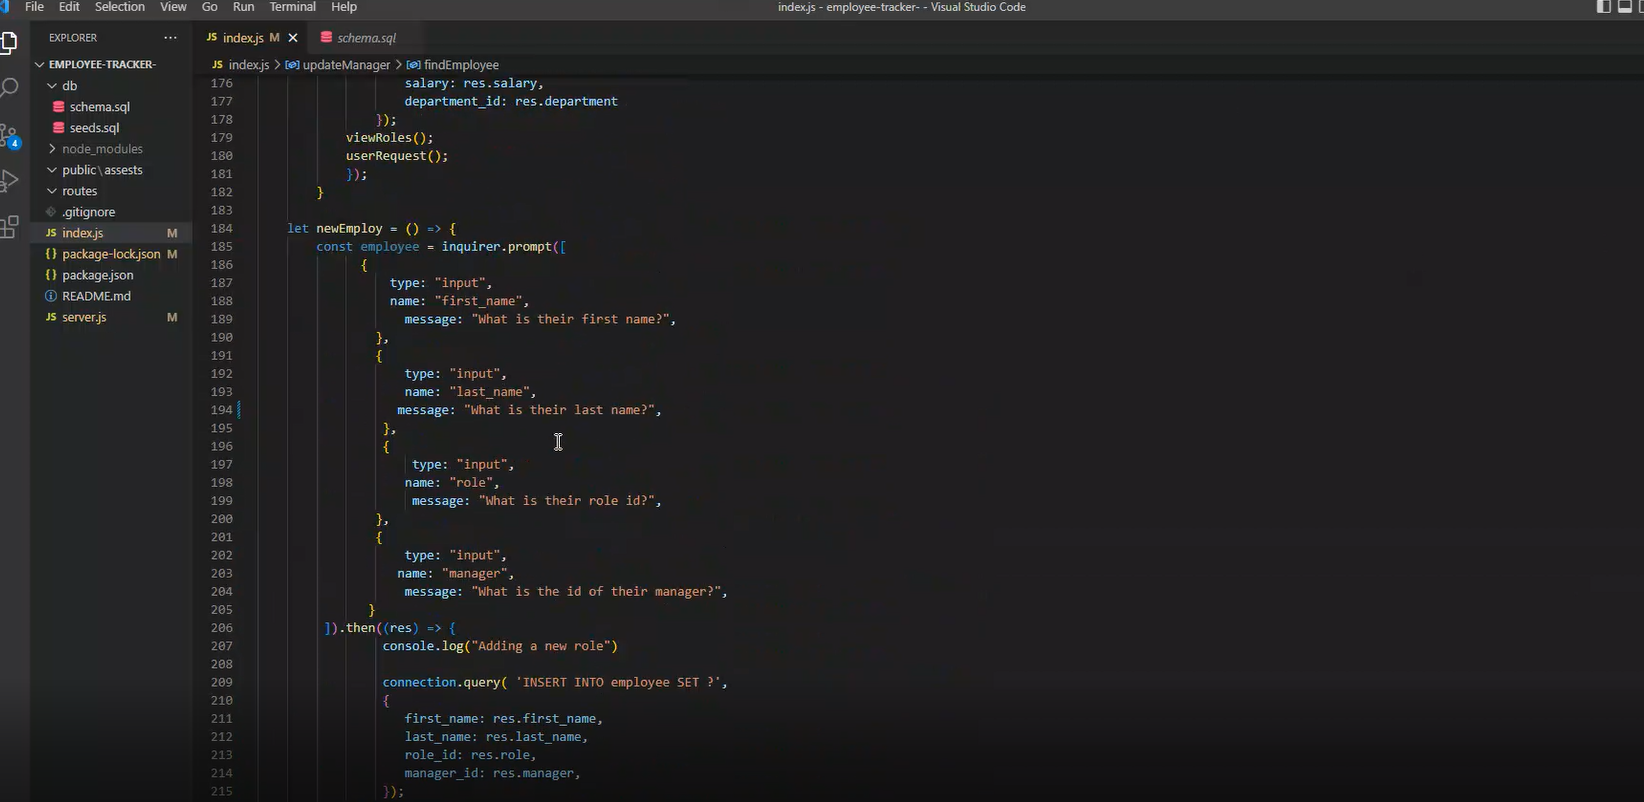 File Edit Selection View Go Run Terminal Help
index.js - employee-tracker- - Visual Studio Code
EXPLORER ···
EMPLOYEE-TRACKER-
db
schema.sql
seeds.sql
node_modules
public\assests
routes
.gitignore
JS index.js M
{} package-lock.json M
{} package.json
README.md
JS server.js M
4
JS index.js M ×
schema.sql
JS index.js > updateManager > findEmployee
176 salary: res.salary,
177 department_id: res.department
178 });
179 viewRoles();
180 userRequest();
181 });
182 }
183
184 let newEmploy = () => {
185 const employee = inquirer.prompt([
186 {
187 type: "input",
188 name: "first_name",
189 message: "What is their first name?",
190 },
191 {
192 type: "input",
193 name: "last_name",
194 message: "What is their last name?",
195 },
196 {
197 type: "input",
198 name: "role",
199 message: "What is their role id?",
200 },
201 {
202 type: "input",
203 name: "manager",
204 message: "What is the id of their manager?",
205 }
206 ]).then((res) => {
207 console.log("Adding a new role")
208
209 connection.query( 'INSERT INTO employee SET ?',
210 {
211 first_name: res.first_name,
212 last_name: res.last_name,
213 role_id: res.role,
214 manager_id: res.manager,
215 });